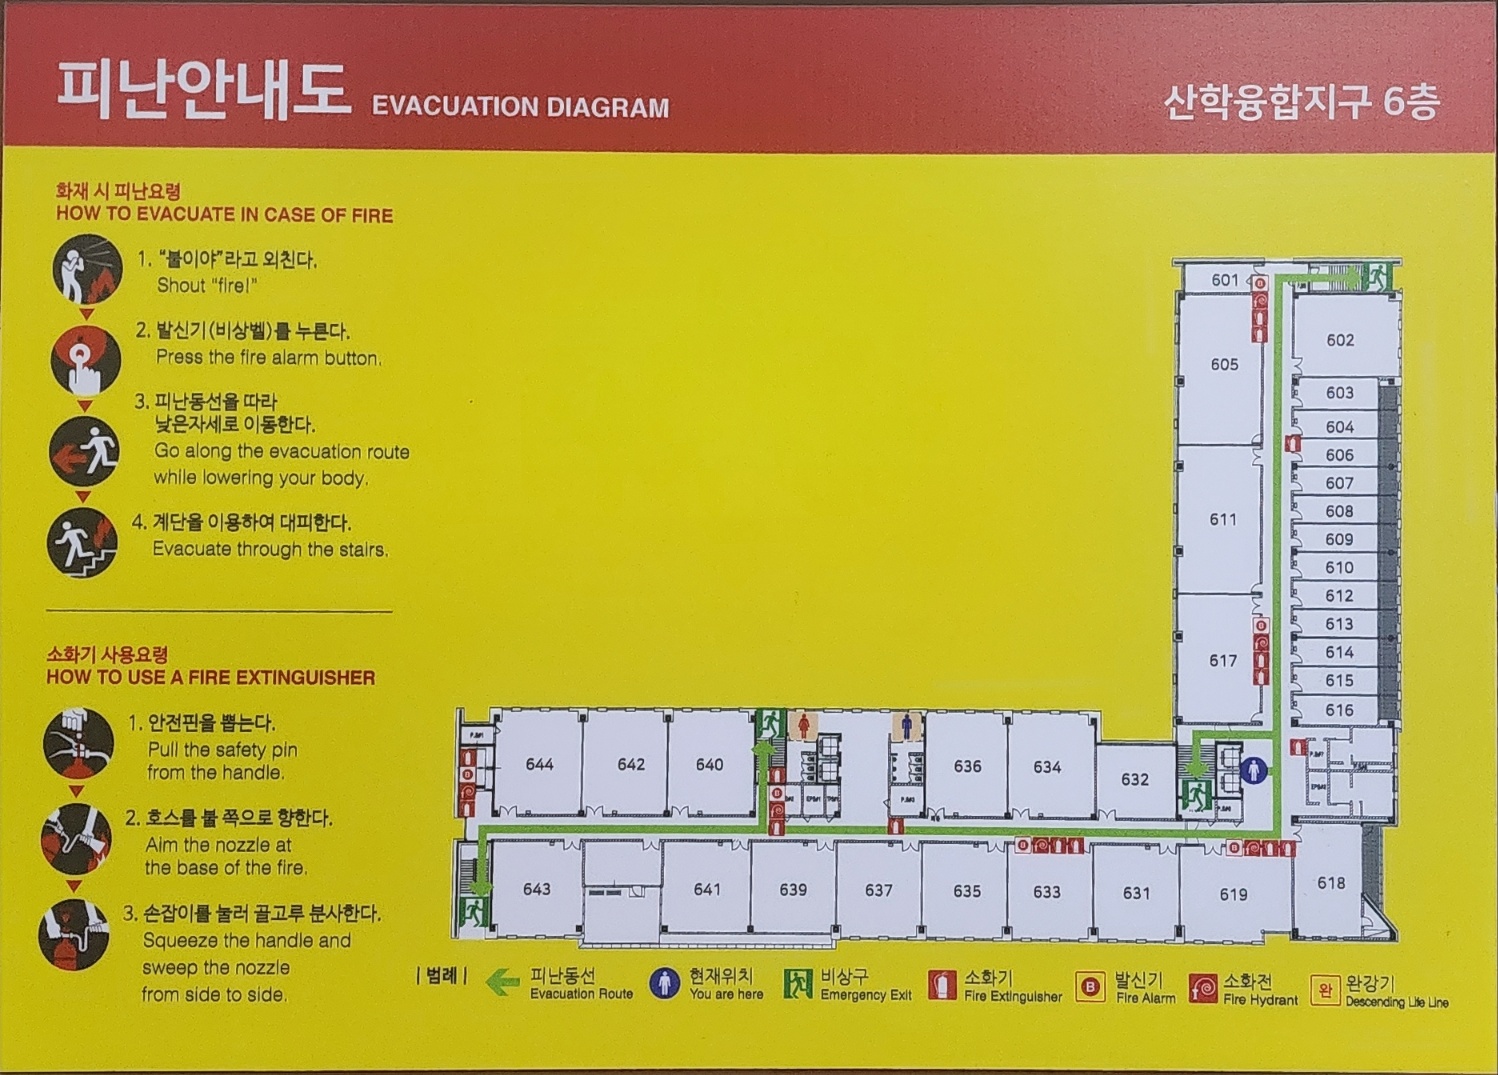 피난안내도 EVACUATION DIAGRAM
산학융합지구 6층
화재 시 피난요령
HOW TO EVACUATE IN CASE OF FIRE
1. “불이야”라고 외친다.
Shout "fire!"
2. 발신기(비상벨)를 누른다.
Press the fire alarm button.
3. 피난동선을 따라
낮은자세로 이동한다.
Go along the evacuation route
while lowering your body.
4. 계단을 이용하여 대피한다.
Evacuate through the stairs.
소화기 사용요령
HOW TO USE A FIRE EXTINGUISHER
1. 안전핀을 뽑는다.
Pull the safety pin
from the handle.
2. 호스를 불 쪽으로 향한다.
Aim the nozzle at
the base of the fire.
3. 손잡이를 눌러 골고루 분사한다.
Squeeze the handle and
sweep the nozzle
from side to side.
601
602
605
603
604
606
607
611
608
609
610
612
613
617
614
615
616
644
642
640
636
634
632
643
641
639
637
635
633
631
619
618
| 범례 |
피난동선
Evacuation Route
현재위치
You are here
비상구
Emergency Exit
소화기
Fire Extinguisher
B
발신기
Fire Alarm
소화전
Fire Hydrant
완
완강기
Descending Life Line